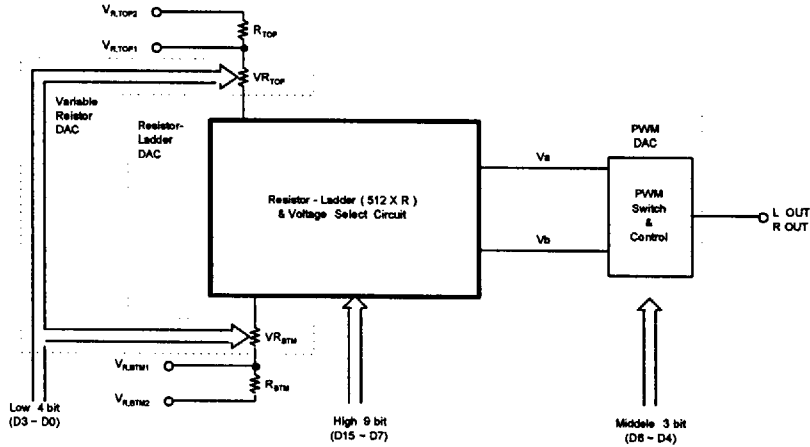 VR,TOP2
RTOP
VR,TOP1
VRTOP
Variable
Reistor
DAC
Resistor-
Ladder
DAC
PWM
DAC
Va
Resistor - Ladder ( 512 X R )
& Voltage Select Circuit
PWM
Switch
&
Control
L OUT
R OUT
Vb
VRBTM
VR,BTM1
RBTM
VR,BTM2
Low 4 bit
(D3 ~ D0)
High 9 bit
(D15 ~ D7)
Middele 3 bit
(D6 ~ D4)